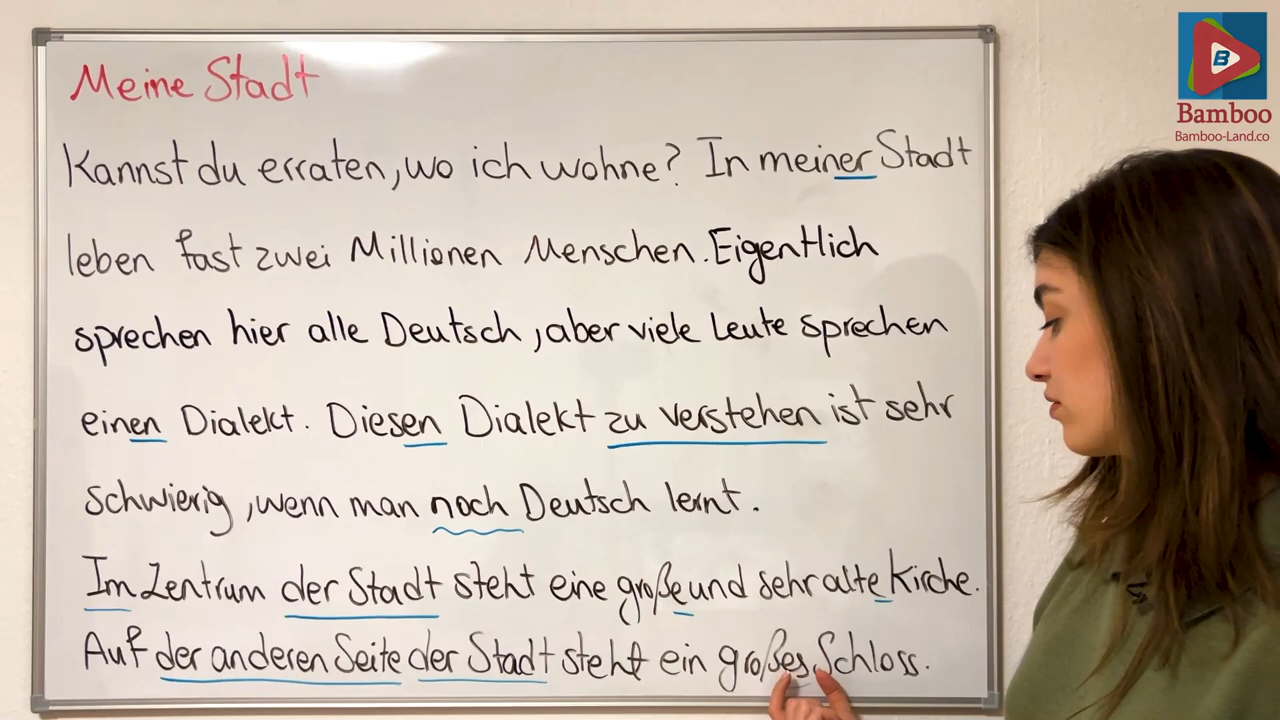 Meine Stadt
Kannst du erraten, wo ich wohne? In meiner Stadt
leben fast zwei Millionen Menschen. Eigentlich
sprechen hier alle Deutsch, aber viele Leute sprechen
einen Dialekt. Diesen Dialekt zu verstehen ist sehr
schwierig, wenn man noch Deutsch lernt.
Im Zentrum der Stadt steht eine große und sehr alte Kirche.
Auf der anderen Seite der Stadt steht ein großes Schloss.
B
Bamboo
Bamboo-Land.co